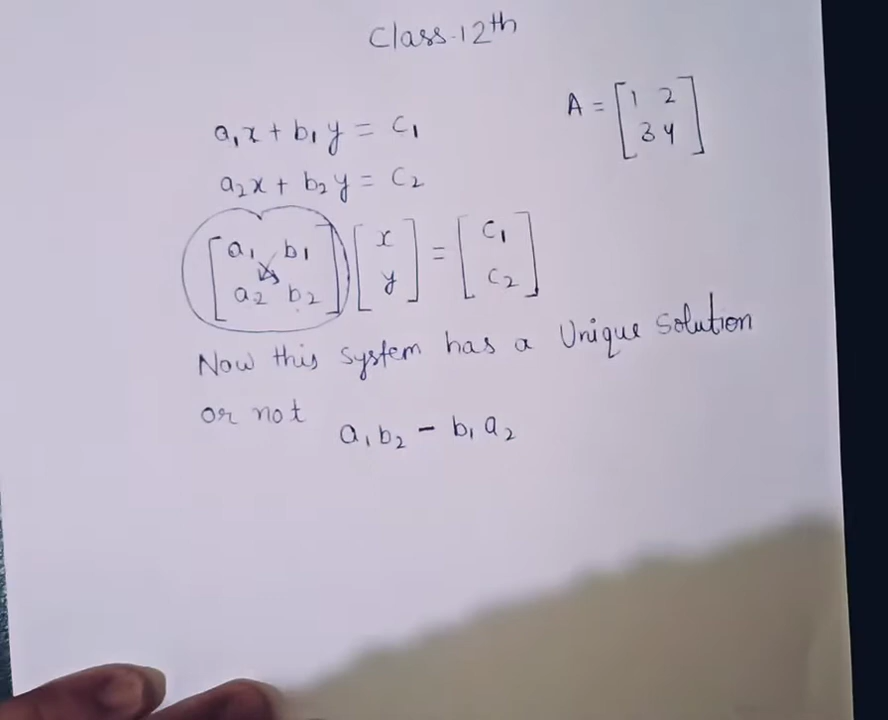 Class-12th
a₁x + b₁y = c₁
a₂x + b₂y = c₂
A = [1 2
3 4]
[a₁ b₁
a₂ b₂] [x
y] = [c₁
c₂]
Now this system has a Unique solution
or not a₁b₂ - b₁a₂